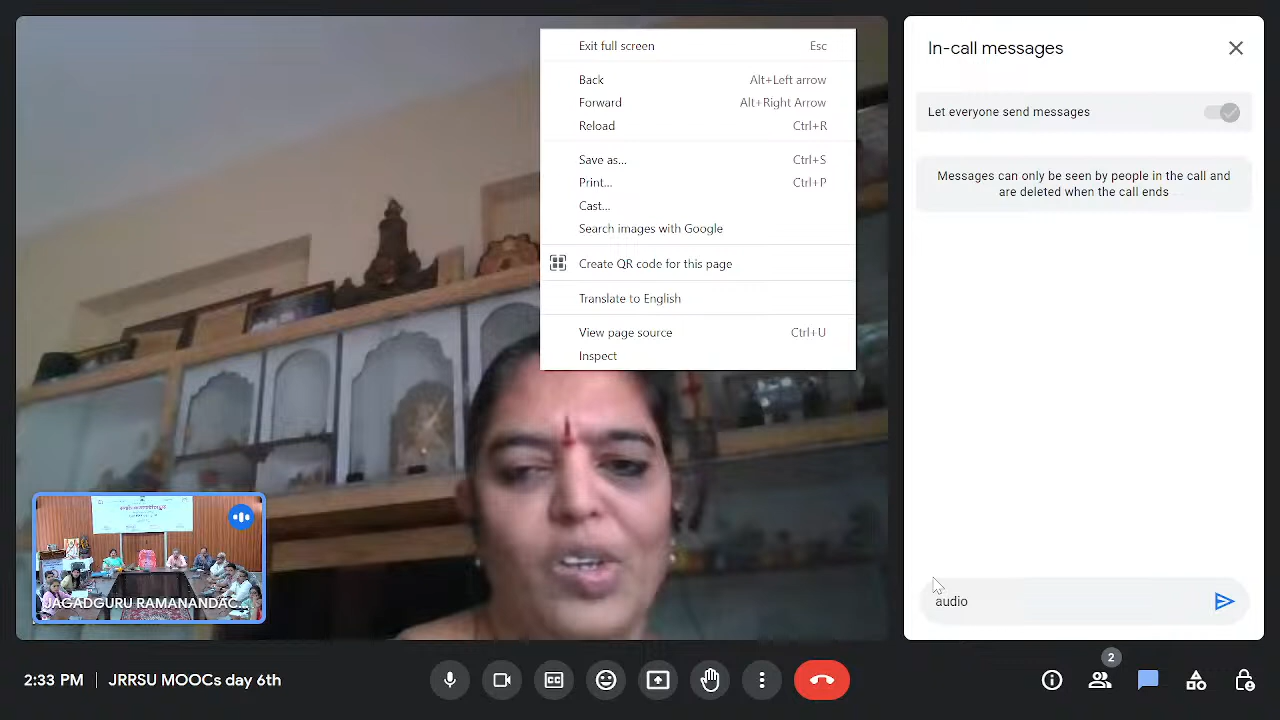 Exit full screen Esc
Back Alt+Left arrow
Forward Alt+Right Arrow
Reload Ctrl+R
Save as... Ctrl+S
Print... Ctrl+P
Cast...
Search images with Google
Create QR code for this page
Translate to English
View page source Ctrl+U
Inspect
In-call messages
Let everyone send messages
Messages can only be seen by people in the call and
are deleted when the call ends
audio
JAGADGURU RAMANANDAC...
2:33 PM | JRRSU MOOCs day 6th
2